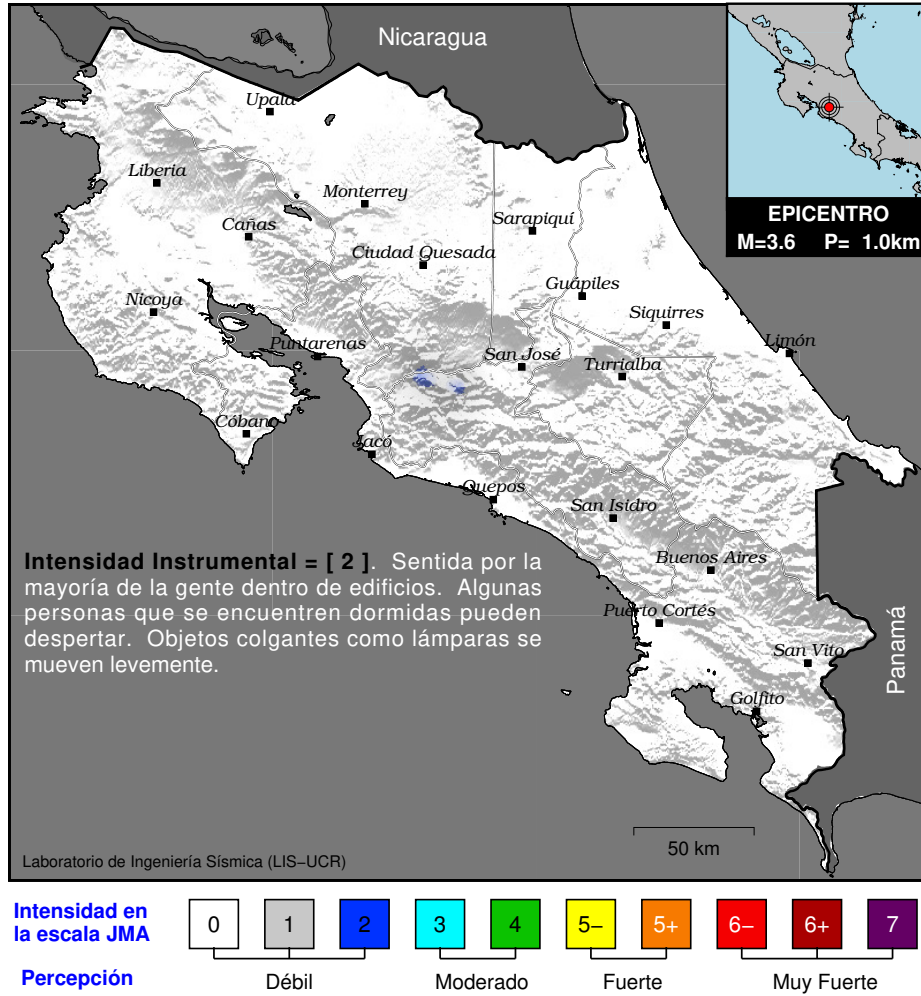 Nicaragua
Upala
Liberia
Monterrey
Cañas
Sarapiquí
Ciudad Quesada
Nicoya
Guápiles
Siquirres
Puntarenas
San José
Limón
Turrialba
Cóbano
Jacó
Quepos
San Isidro
Buenos Aires
Puerto Cortés
San Vito
Golfito
Panamá
EPICENTRO
M=3.6 P= 1.0km
Intensidad Instrumental = [ 2 ]. Sentida por la
mayoría de la gente dentro de edificios. Algunas
personas que se encuentren dormidas pueden
despertar. Objetos colgantes como lámparas se
mueven levemente.
50 km
Laboratorio de Ingeniería Sísmica (LIS−UCR)
Intensidad en
la escala JMA
0 1 2 3 4 5− 5+ 6− 6+ 7
Percepción
Débil Moderado Fuerte Muy Fuerte